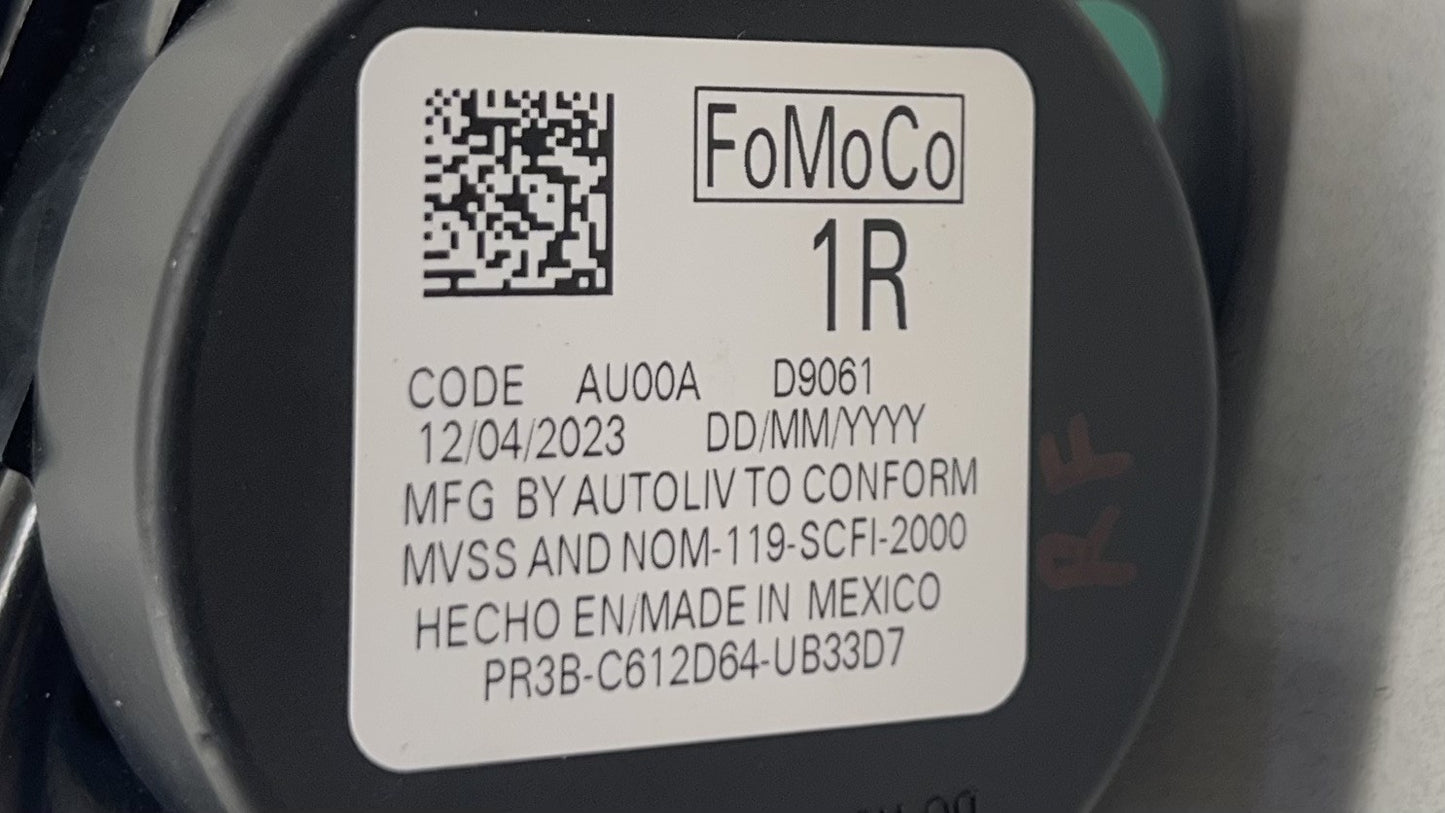 FoMoCo
1R
CODE AU00A D9061
12/04/2023 DD/MM/YYYY
MFG BY AUTOLIV TO CONFORM
MVSS AND NOM-119-SCFI-2000
HECHO EN/MADE IN MEXICO
PR3B-C612D64-UB33D7
RF